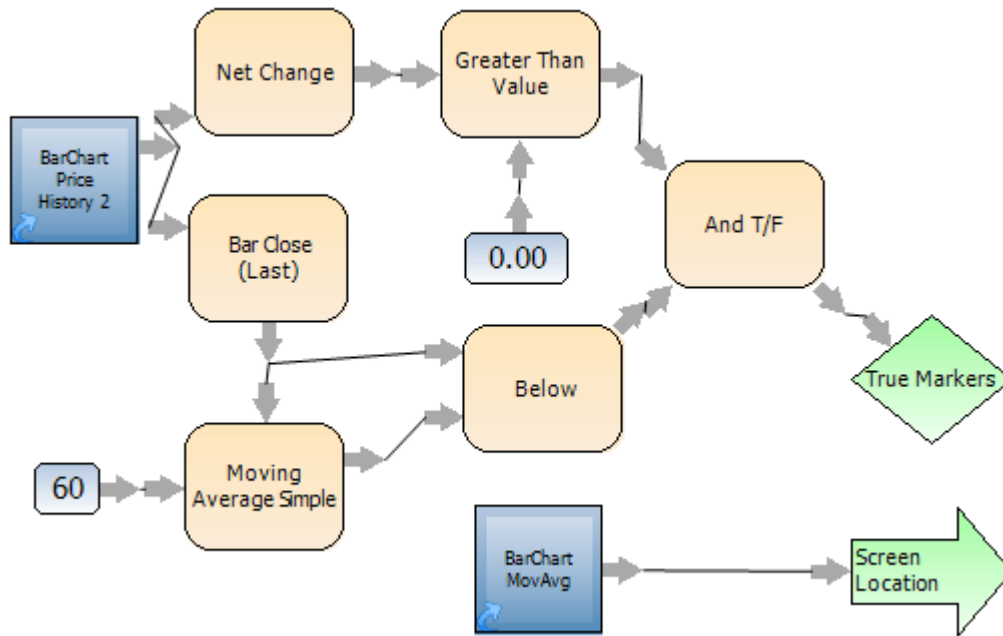 Net Change
Greater Than
Value
BarChart
Price
History 2
And T/F
Bar Close
(Last)
0.00
Below
True Markers
60
Moving
Average Simple
BarChart
MovAvg
Screen
Location